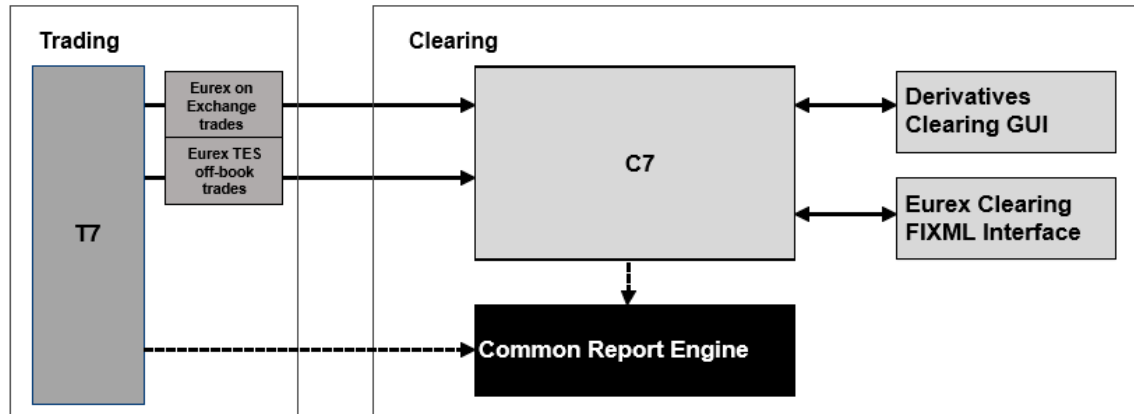 Trading
Clearing
T7
Eurex on
Exchange
trades
Eurex TES
off-book
trades
C7
Derivatives
Clearing GUI
Eurex Clearing
FIXML Interface
Common Report Engine